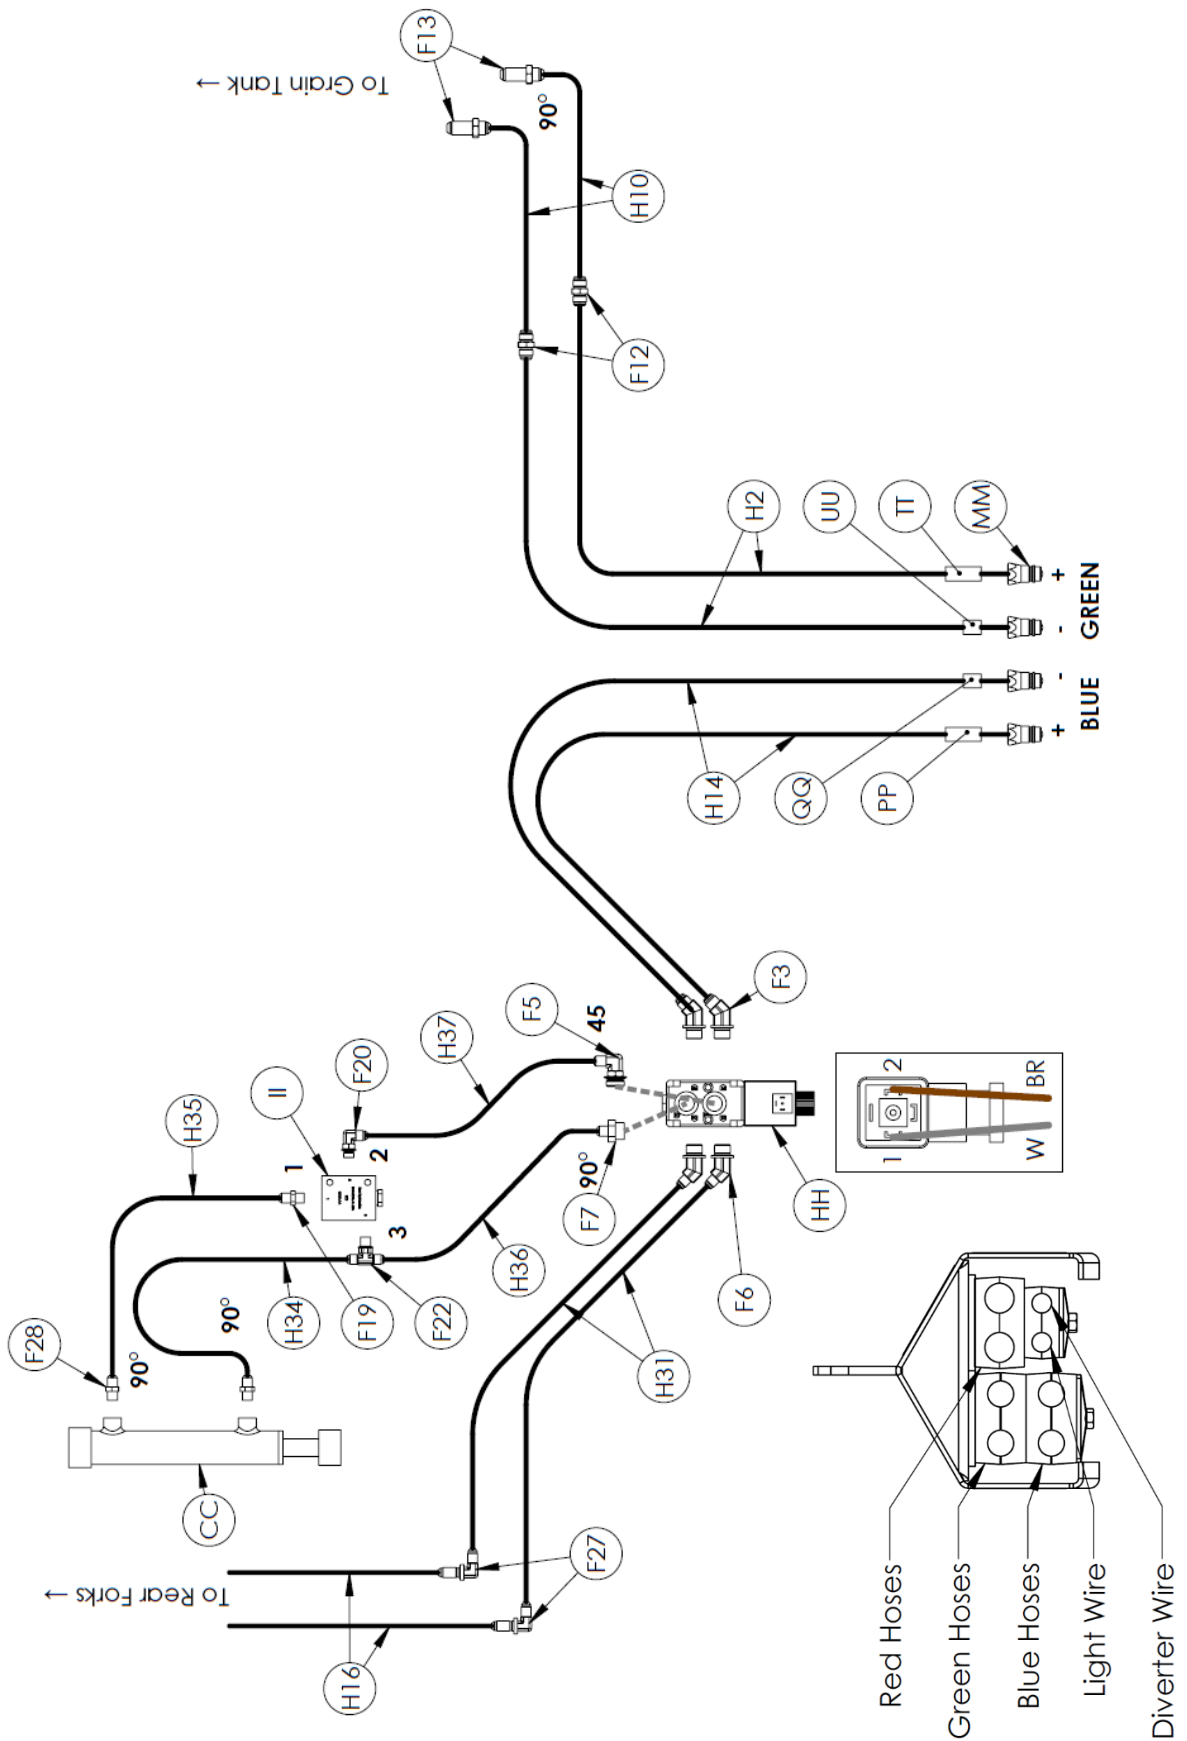 F13
To Grain Tank →
90°
H10
F12
H2
UU
TT
MM
+
-
GREEN
-
+
BLUE
H14
QQ
PP
F3
F5
45
H37
F20
2
II
1
H35
3
F7
90°
H36
F22
F19
H34
90°
90°
F28
CC
HH
F6
H31
F27
H16
To Rear Forks →
1
2
W
BR
Red Hoses
Green Hoses
Blue Hoses
Light Wire
Diverter Wire